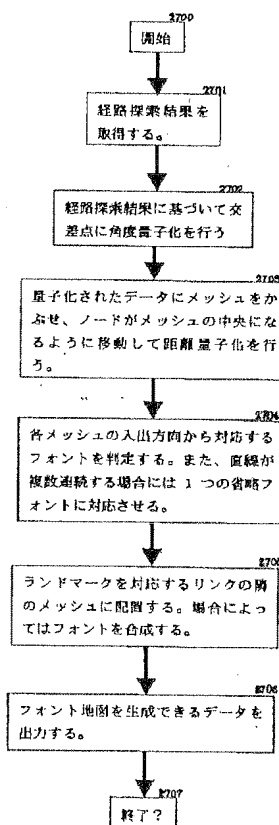 2700
開始
2701
経路探索結果を
取得する。
2702
経路探索結果に基づいて交
差点に角度量子化を行う
2703
量子化されたデータにメッシュをか
ぶせ、ノードがメッシュの中央にな
るように移動して距離量子化を行
う。
2704
各メッシュの入出方向から対応する
フォントを判定する。また、直線が
複数連続する場合には 1 つの省略フ
ォントに対応させる。
2705
ランドマークを対応するリンクの隣
のメッシュに配置する。場合によっ
てはフォントを合成する。
2706
フォント地図を生成できるデータを
出力する。
2707
終了?